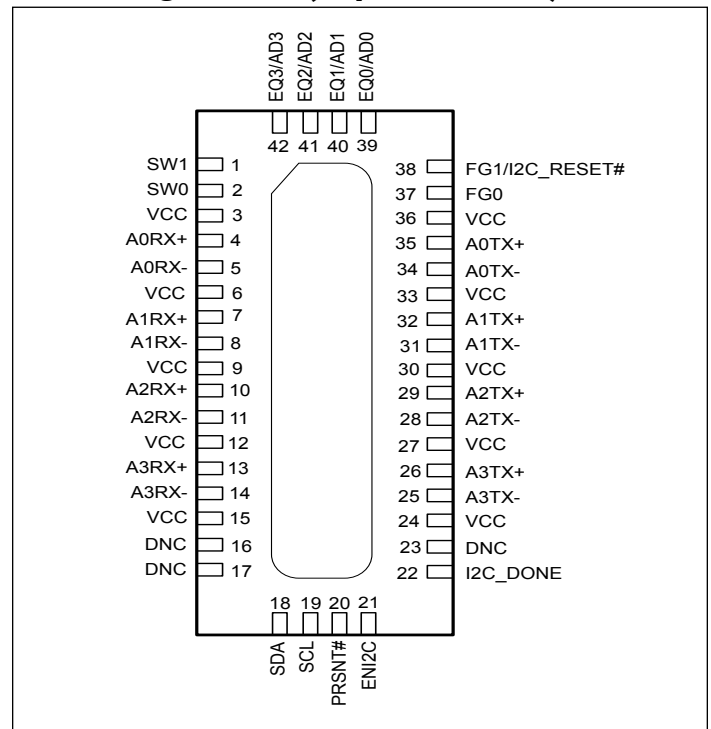 EQ3/AD3 EQ2/AD2 EQ1/AD1 EQ0/AD0
42 41 40 39
SW1 1
SW0 2
VCC 3
A0RX+ 4
A0RX- 5
VCC 6
A1RX+ 7
A1RX- 8
VCC 9
A2RX+ 10
A2RX- 11
VCC 12
A3RX+ 13
A3RX- 14
VCC 15
DNC 16
DNC 17
38 FG1/I2C_RESET#
37 FG0
36 VCC
35 A0TX+
34 A0TX-
33 VCC
32 A1TX+
31 A1TX-
30 VCC
29 A2TX+
28 A2TX-
27 VCC
26 A3TX+
25 A3TX-
24 VCC
23 DNC
22 I2C_DONE
18 19 20 21
SDA SCL PRSNT# ENI2C